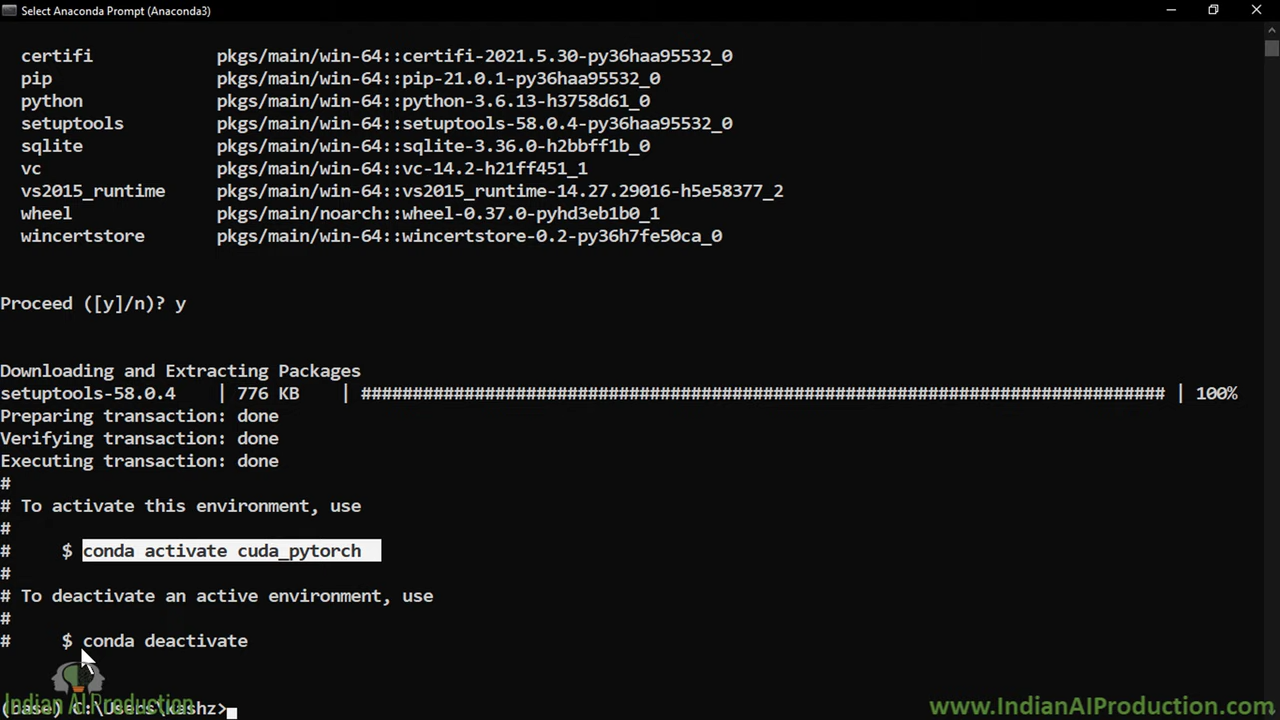 Select Anaconda Prompt (Anaconda3)
certifi pkgs/main/win-64::certifi-2021.5.30-py36haa95532_0
pip pkgs/main/win-64::pip-21.0.1-py36haa95532_0
python pkgs/main/win-64::python-3.6.13-h3758d61_0
setuptools pkgs/main/win-64::setuptools-58.0.4-py36haa95532_0
sqlite pkgs/main/win-64::sqlite-3.36.0-h2bbff1b_0
vc pkgs/main/win-64::vc-14.2-h21ff451_1
vs2015_runtime pkgs/main/win-64::vs2015_runtime-14.27.29016-h5e58377_2
wheel pkgs/main/noarch::wheel-0.37.0-pyhd3eb1b0_1
wincertstore pkgs/main/win-64::wincertstore-0.2-py36h7fe50ca_0
Proceed ([y]/n)? y
Downloading and Extracting Packages
setuptools-58.0.4 | 776 KB | ############################################################################## | 100%
Preparing transaction: done
Verifying transaction: done
Executing transaction: done
#
# To activate this environment, use
#
# $ conda activate cuda_pytorch
#
# To deactivate an active environment, use
#
# $ conda deactivate
(base) C:\Users\kashz>
Indian AI Production
www.IndianAIProduction.com